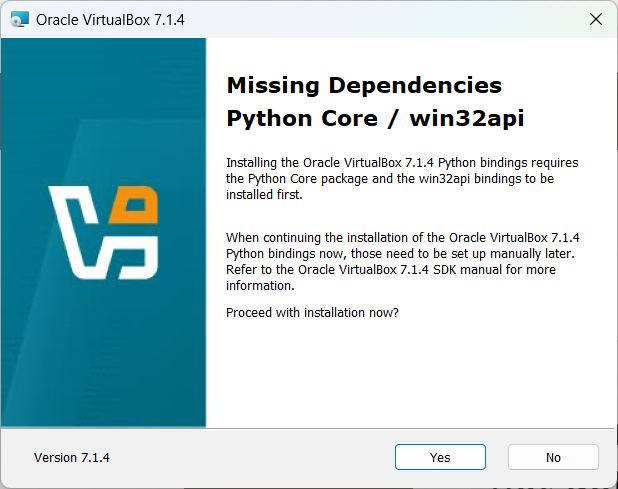 Oracle VirtualBox 7.1.4
Missing Dependencies
Python Core / win32api
Installing the Oracle VirtualBox 7.1.4 Python bindings requires
the Python Core package and the win32api bindings to be
installed first.
When continuing the installation of the Oracle VirtualBox 7.1.4
Python bindings now, those need to be set up manually later.
Refer to the Oracle VirtualBox 7.1.4 SDK manual for more
information.
Proceed with installation now?
Version 7.1.4
Yes
No